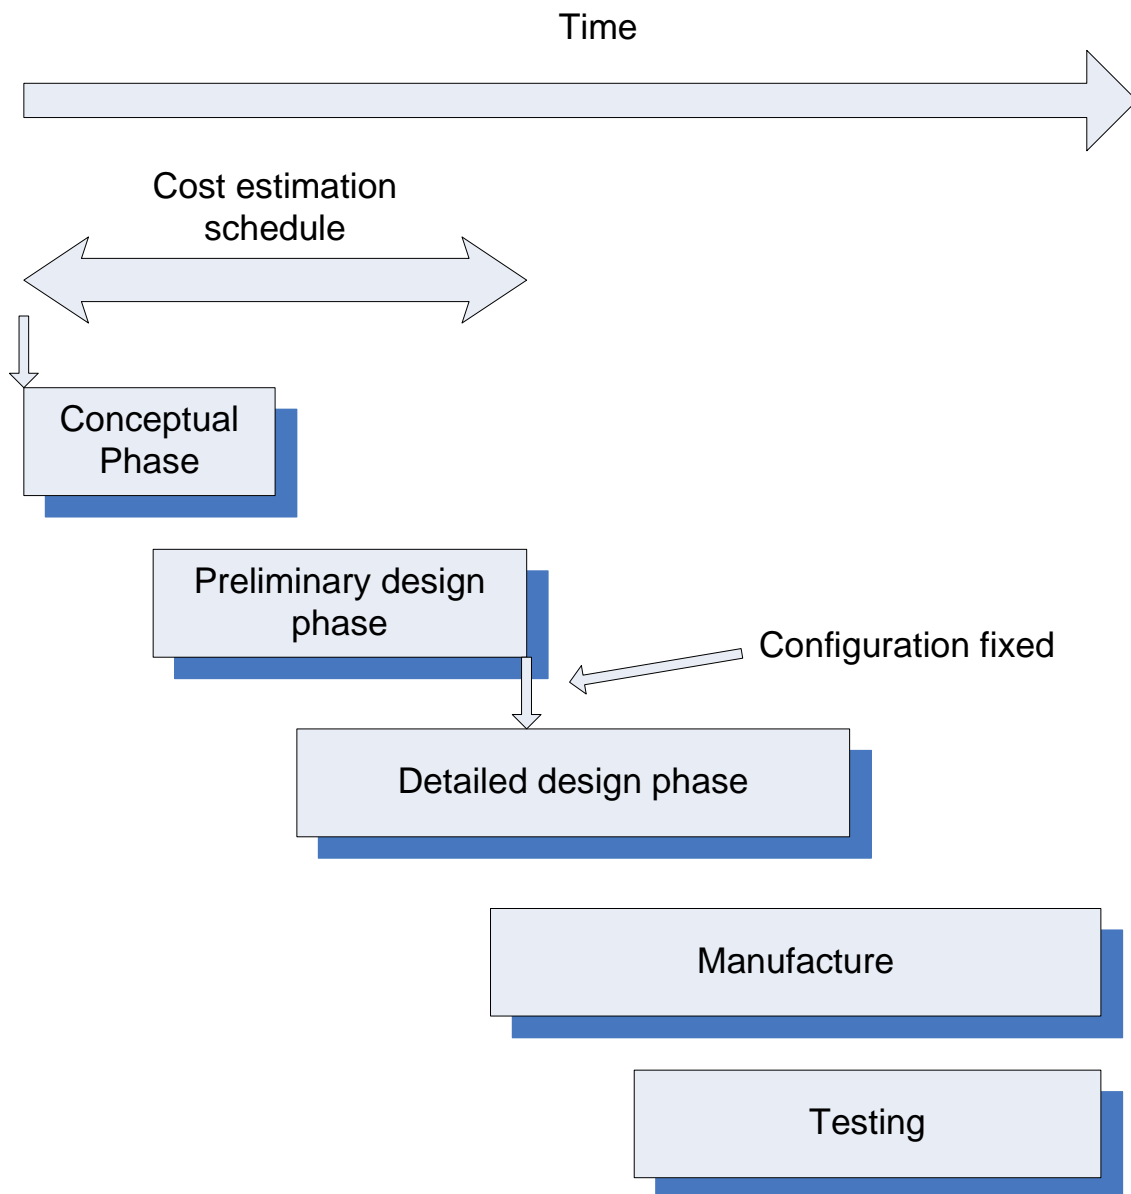 Time
Cost estimation
schedule
Conceptual
Phase
Preliminary design
phase
Configuration fixed
Detailed design phase
Manufacture
Testing